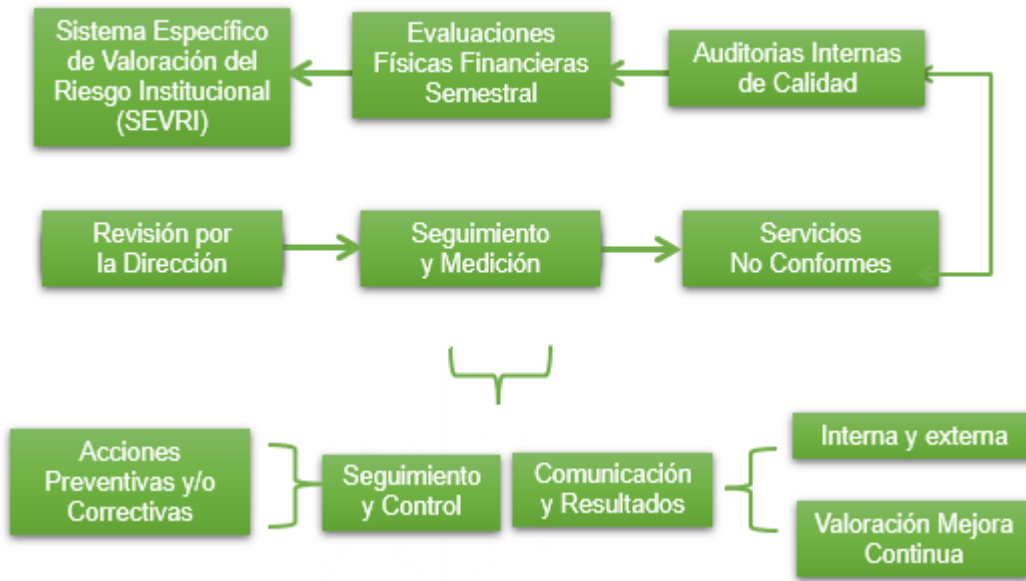 Sistema Específico
de Valoración del
Riesgo Institucional
(SEVRI)
Evaluaciones
Físicas Financieras
Semestral
Auditorias Internas
de Calidad
Revisión por
la Dirección
Seguimiento
y Medición
Servicios
No Conformes
Acciones
Preventivas y/o
Correctivas
Seguimiento
y Control
Comunicación
y Resultados
Interna y externa
Valoración Mejora
Continua